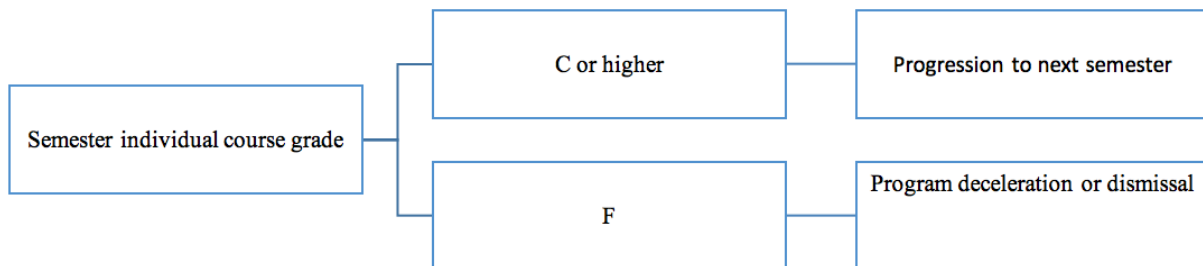 Semester individual course grade
C or higher
Progression to next semester
F
Program deceleration or dismissal